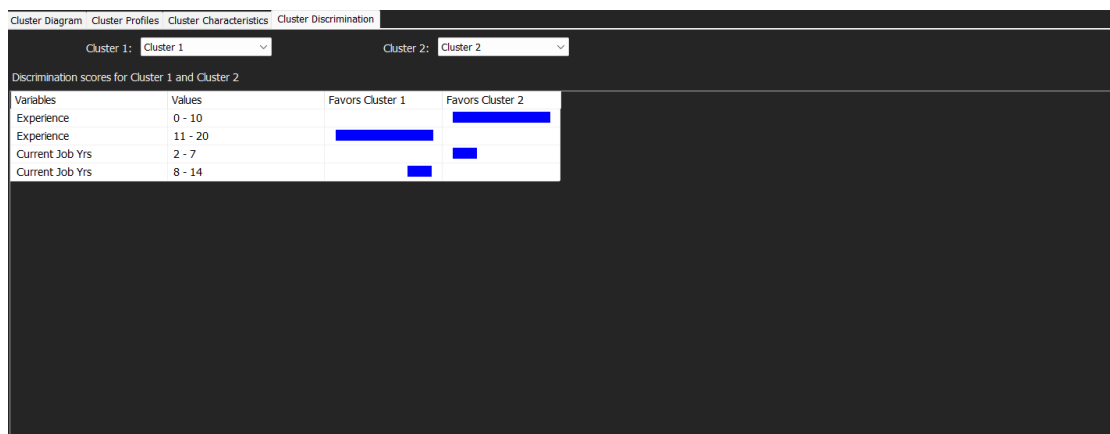 Cluster Diagram Cluster Profiles Cluster Characteristics Cluster Discrimination
Cluster 1: Cluster 1 Cluster 2: Cluster 2
Discrimination scores for Cluster 1 and Cluster 2
Variables Values Favors Cluster 1 Favors Cluster 2
Experience 0 - 10
Experience 11 - 20
Current Job Yrs 2 - 7
Current Job Yrs 8 - 14